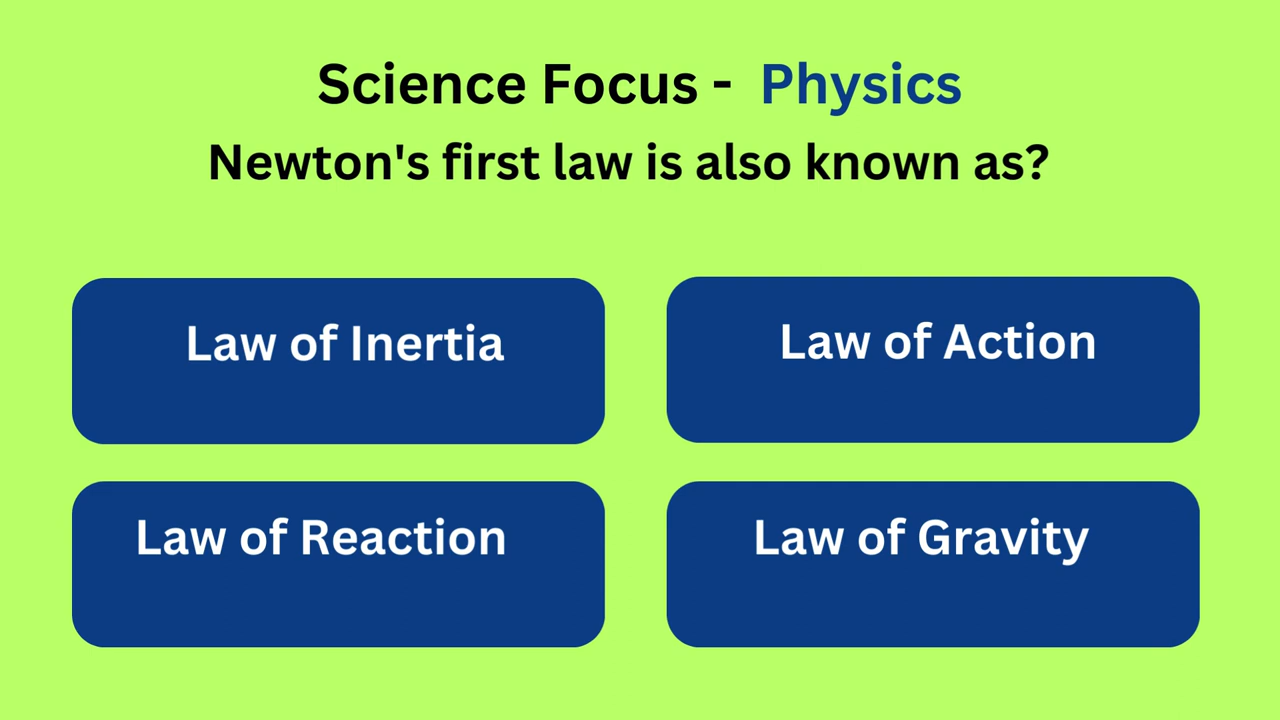 Science Focus - Physics
Newton's first law is also known as?
Law of Inertia
Law of Action
Law of Reaction
Law of Gravity